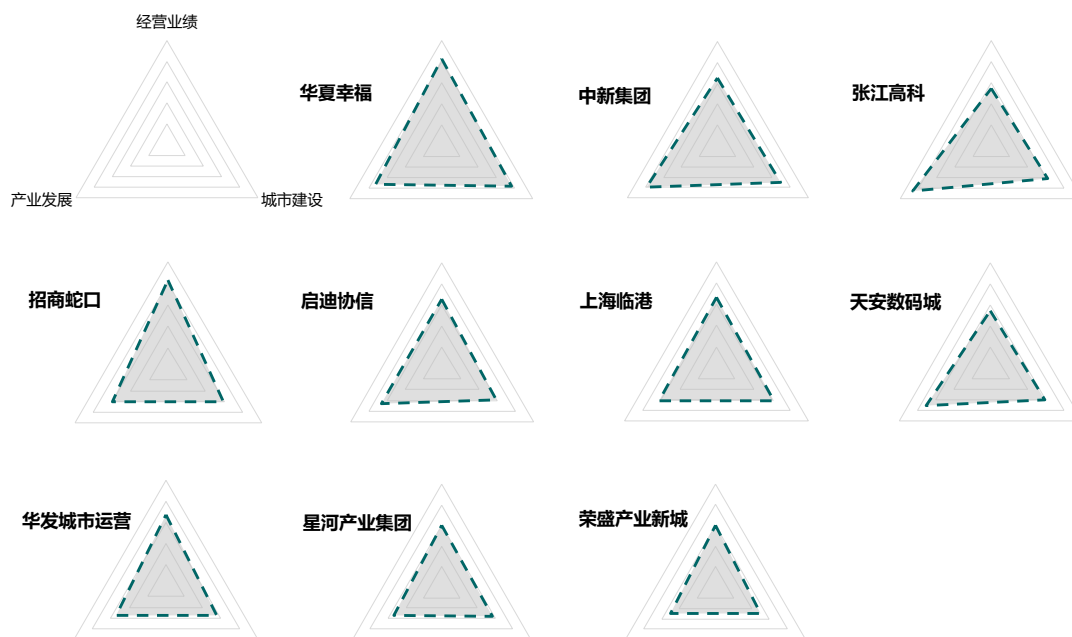 经营业绩
产业发展
城市建设
华夏幸福
中新集团
张江高科
招商蛇口
启迪协信
上海临港
天安数码城
华发城市运营
星河产业集团
荣盛产业新城